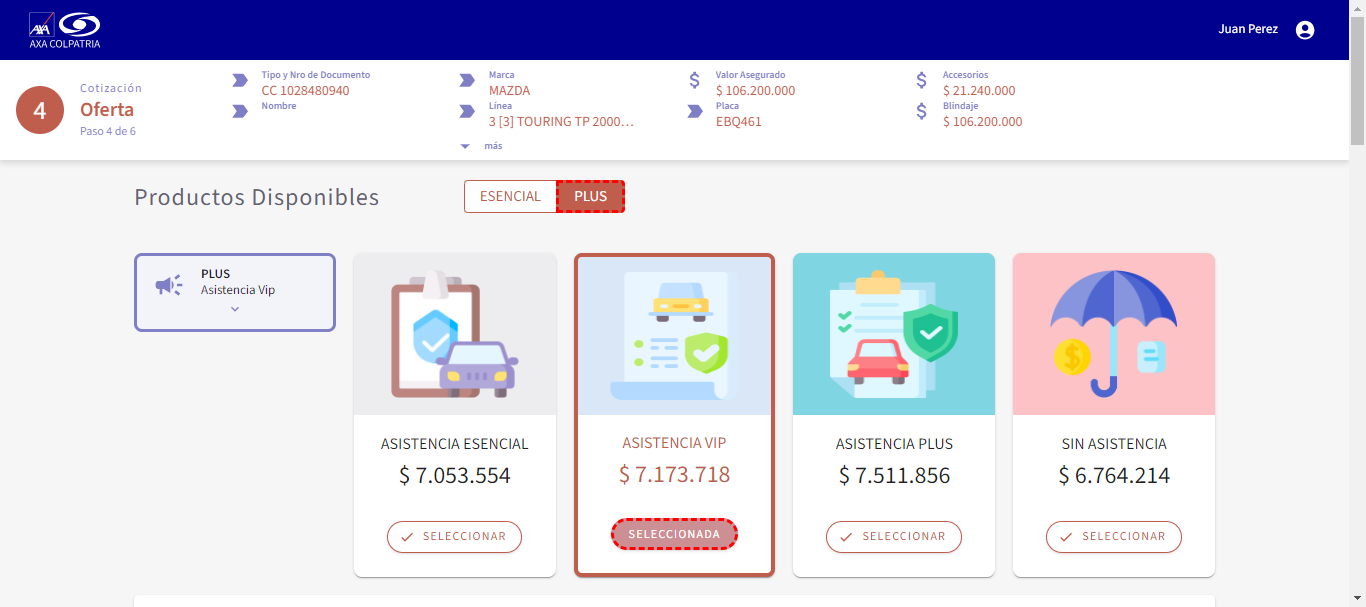 AXA
AXA COLPATRIA
Juan Perez
4
Cotización
Oferta
Paso 4 de 6
Tipo y Nro de Documento
CC 1028480940
Nombre
Marca
MAZDA
Línea
3 [3] TOURING TP 2000...
más
Valor Asegurado
$ 106.200.000
Placa
EBQ461
Accesorios
$ 21.240.000
Blindaje
$ 106.200.000
Productos Disponibles
ESENCIAL
PLUS
PLUS
Asistencia Vip
ASISTENCIA ESENCIAL
$ 7.053.554
SELECCIONAR
ASISTENCIA VIP
$ 7.173.718
SELECCIONADA
ASISTENCIA PLUS
$ 7.511.856
SELECCIONAR
SIN ASISTENCIA
$ 6.764.214
SELECCIONAR